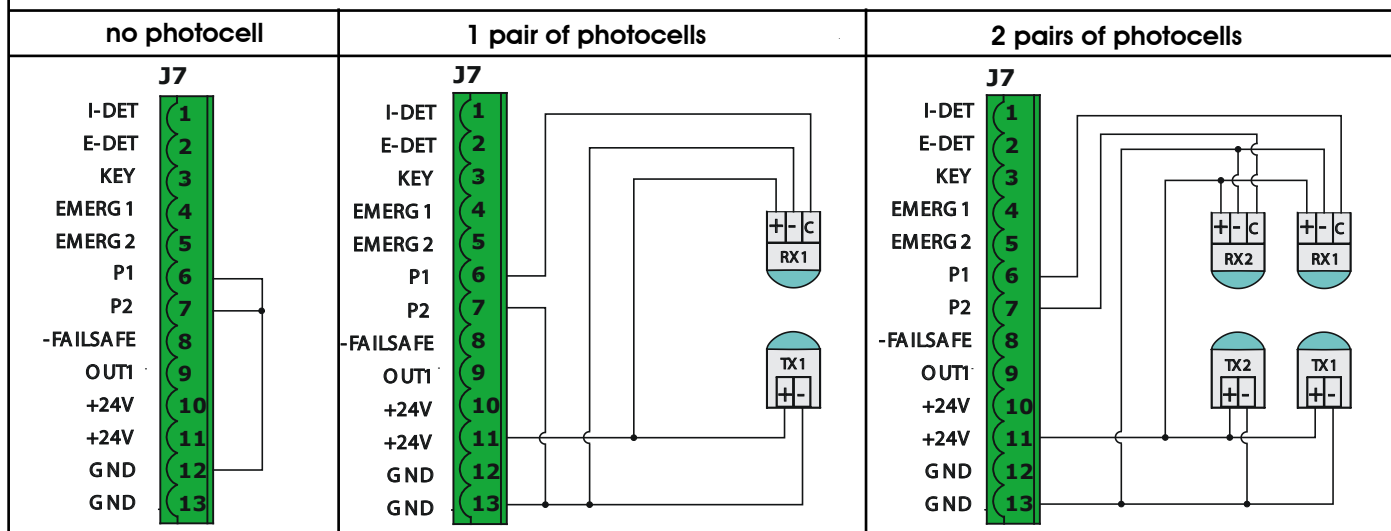 no photocell
J7
I-DET 1
E-DET 2
KEY 3
EMERG 1 4
EMERG 2 5
P1 6
P2 7
-FAILSAFE 8
OUT1 9
+24V 10
+24V 11
GND 12
GND 13
1 pair of photocells
J7
I-DET 1
E-DET 2
KEY 3
EMERG 1 4
EMERG 2 5
P1 6
P2 7
-FAILSAFE 8
OUT1 9
+24V 10
+24V 11
GND 12
GND 13
+ - C
RX1
TX1
+ -
2 pairs of photocells
J7
I-DET 1
E-DET 2
KEY 3
EMERG 1 4
EMERG 2 5
P1 6
P2 7
-FAILSAFE 8
OUT1 9
+24V 10
+24V 11
GND 12
GND 13
+ - C + - C
RX2 RX1
TX2 TX1
+ - + -